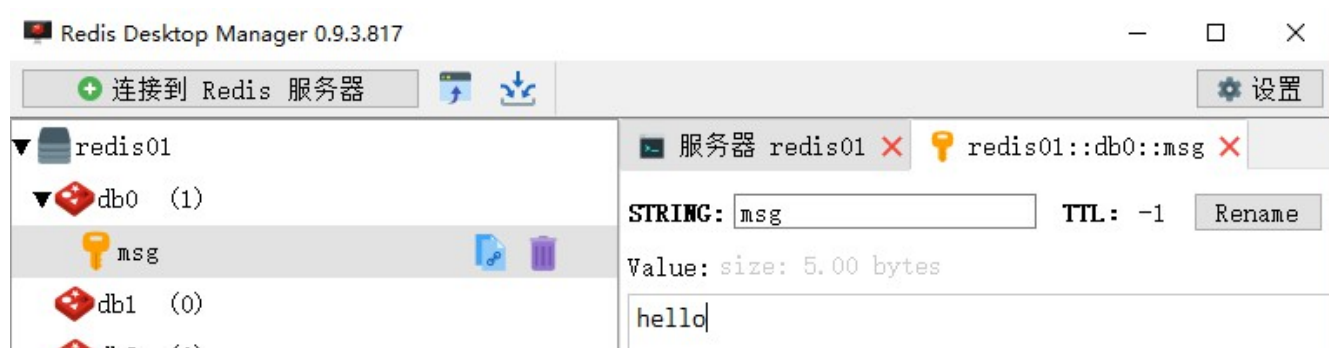 Redis Desktop Manager 0.9.3.817
连接到 Redis 服务器
设置
redis01
服务器 redis01
redis01::db0::msg
db0 (1)
STRING: msg TTL: -1 Rename
msg
Value: size: 5.00 bytes
db1 (0)
hello